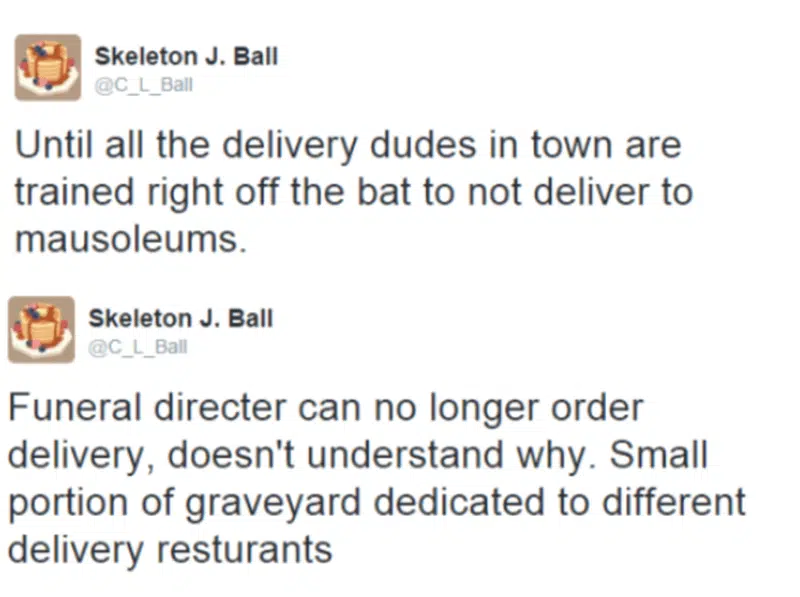 Skeleton J. Ball
@C_L_Ball
Until all the delivery dudes in town are
trained right off the bat to not deliver to
mausoleums.
Skeleton J. Ball
@C_L_Ball
Funeral directer can no longer order
delivery, doesn't understand why. Small
portion of graveyard dedicated to different
delivery resturants